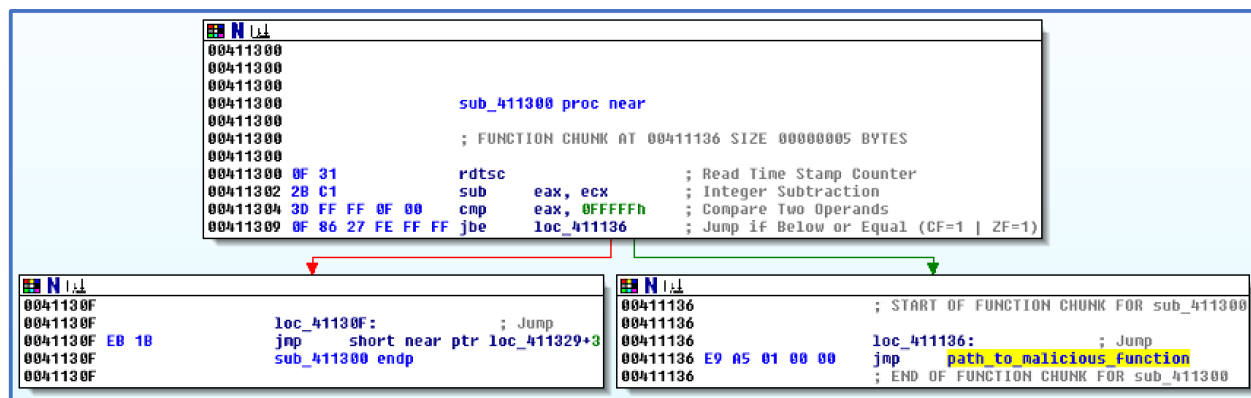 N
00411300
00411300
00411300
00411300 sub_411300 proc near
00411300
00411300 ; FUNCTION CHUNK AT 00411136 SIZE 00000005 BYTES
00411300
00411300 0F 31 rdtsc ; Read Time Stamp Counter
00411302 2B C1 sub eax, ecx ; Integer Subtraction
00411304 3D FF FF 0F 00 cmp eax, 0FFFFFh ; Compare Two Operands
00411309 0F 86 27 FE FF FF jbe loc_411136 ; Jump if Below or Equal (CF=1 | ZF=1)
N
0041130F
0041130F loc_41130F: ; Jump
0041130F EB 1B jmp short near ptr loc_411329+3
0041130F sub_411300 endp
0041130F
N
00411136 ; START OF FUNCTION CHUNK FOR sub_411300
00411136
00411136 loc_411136: ; Jump
00411136 E9 A5 01 00 00 jmp path_to_malicious_function
00411136 ; END OF FUNCTION CHUNK FOR sub_411300